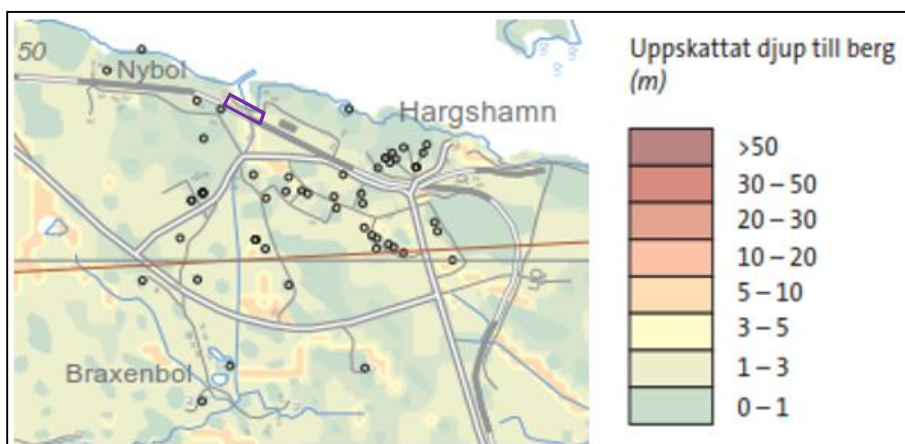 50
Nybol
Hargshamn
Braxenbol
Uppskattat djup till berg
(m)
>50
30 – 50
20 – 30
10 – 20
5 – 10
3 – 5
1 – 3
0 – 1